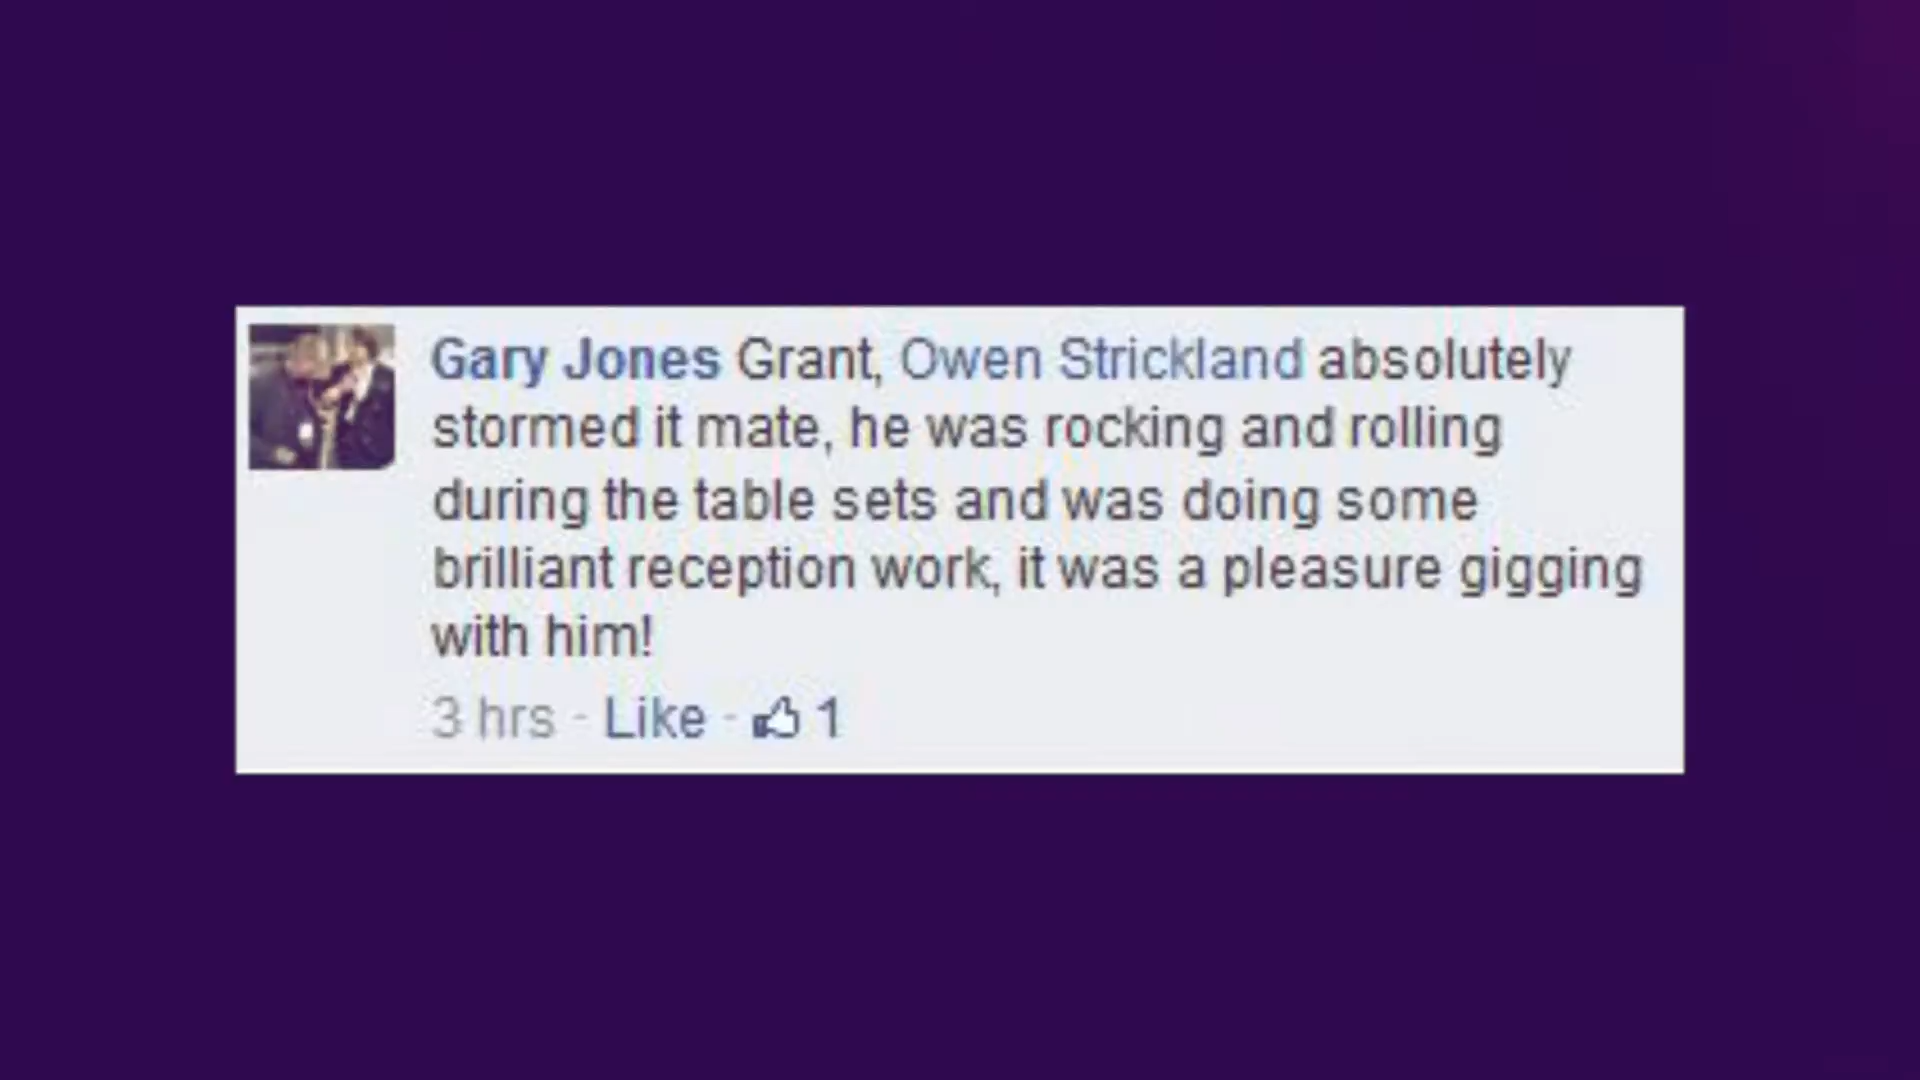 Gary Jones Grant, Owen Strickland absolutely
stormed it mate, he was rocking and rolling
during the table sets and was doing some
brilliant reception work, it was a pleasure gigging
with him!
3 hrs - Like - 1